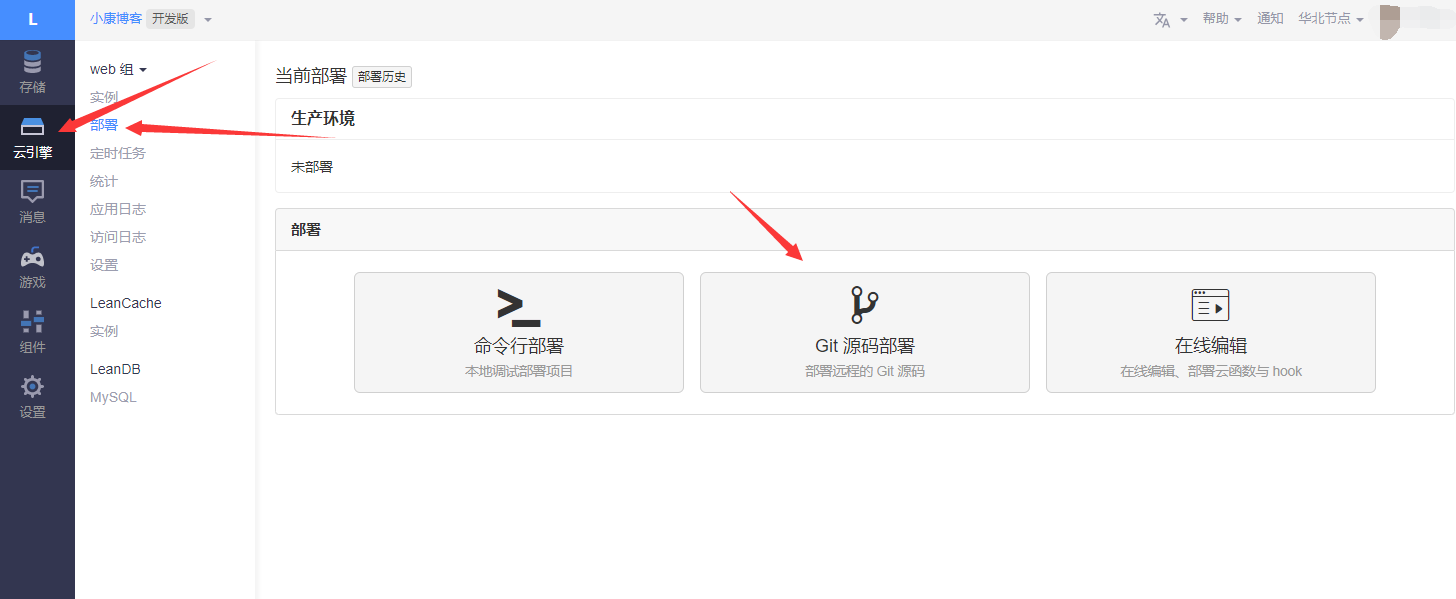 L
小康博客 开发版
帮助 通知 华北节点
存储
云引擎
消息
游戏
组件
设置
web 组
实例
部署
定时任务
统计
应用日志
访问日志
设置
LeanCache
实例
LeanDB
MySQL
当前部署 部署历史
生产环境
未部署
部署
命令行部署
本地调试部署项目
Git 源码部署
部署远程的 Git 源码
在线编辑
在线编辑、部署云函数与 hook